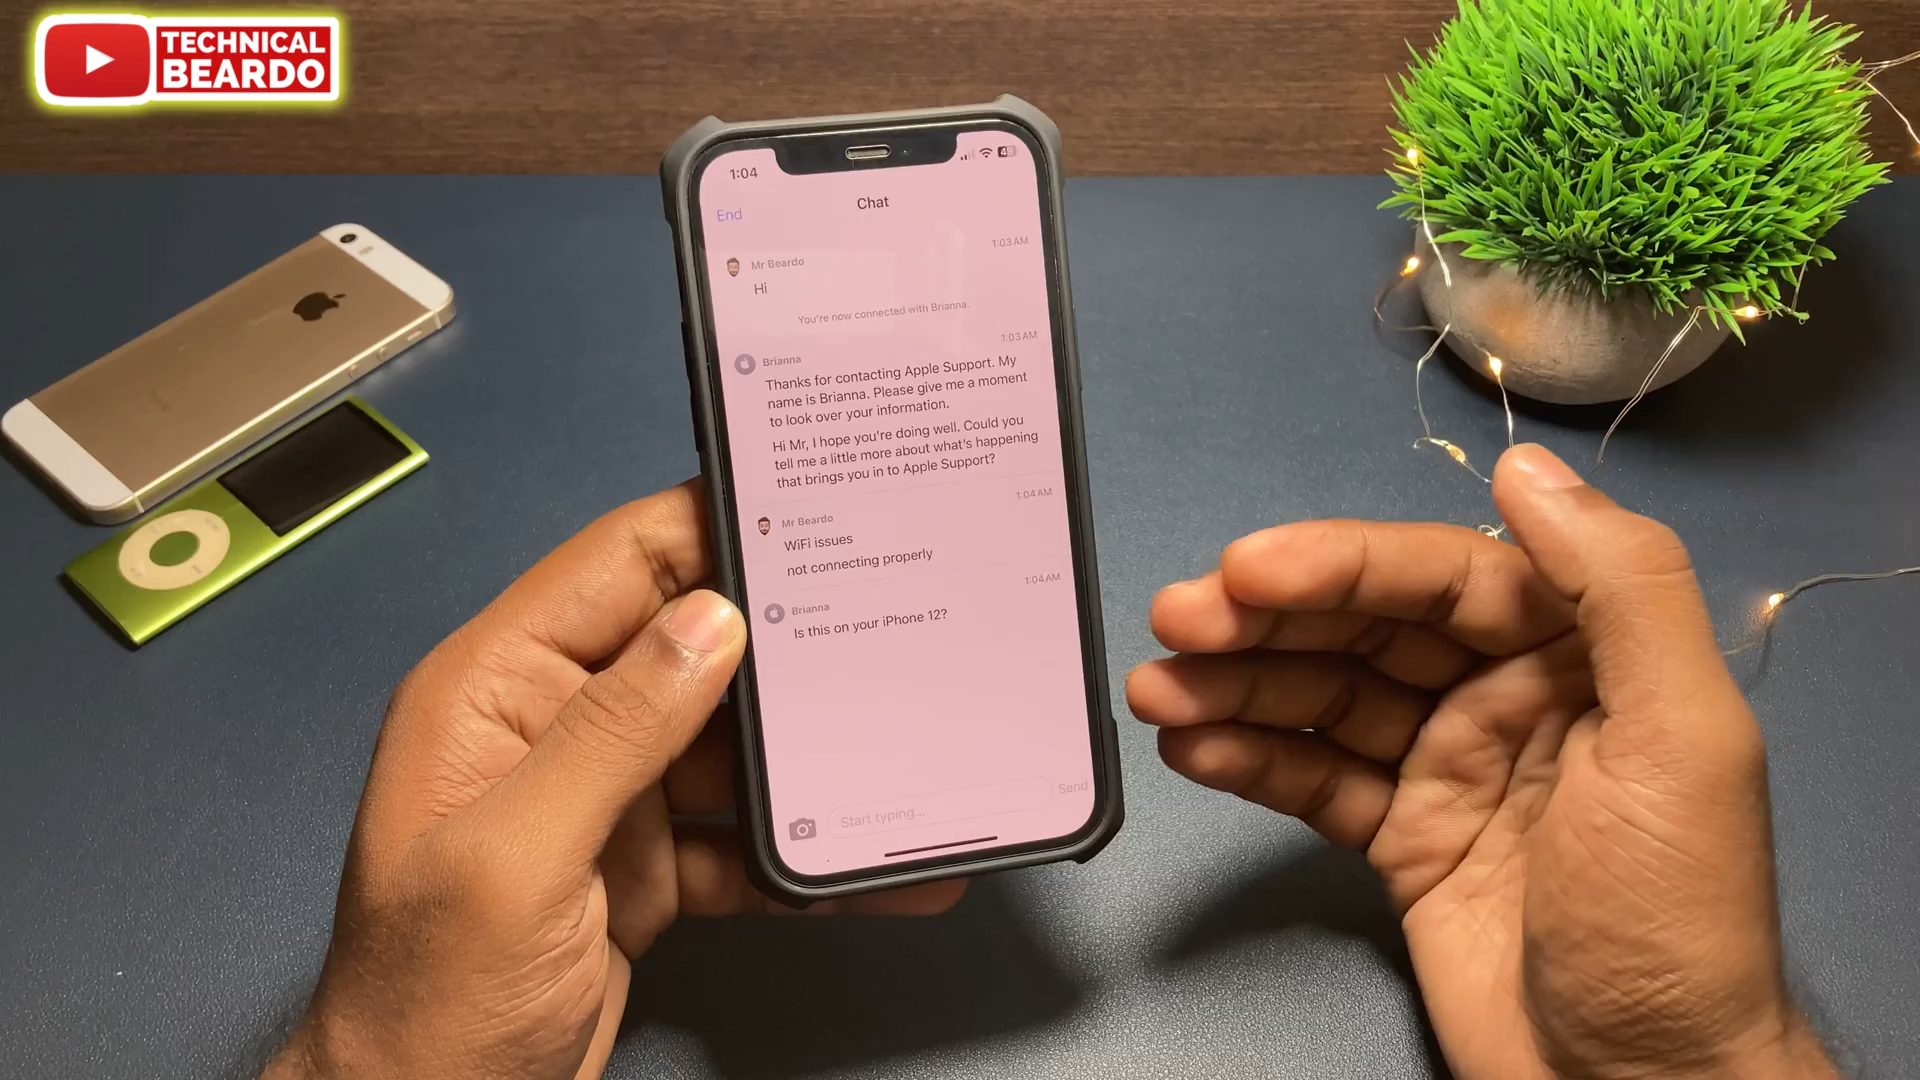 TECHNICAL
BEARDO
1:04
End
Chat
1:03 AM
Mr Beardo
Hi
You're now connected with Brianna.
1:03 AM
Brianna
Thanks for contacting Apple Support. My
name is Brianna. Please give me a moment
to look over your information.
Hi Mr, I hope you're doing well. Could you
tell me a little more about what's happening
that brings you in to Apple Support?
1:04 AM
Mr Beardo
WiFi issues
not connecting properly
1:04 AM
Brianna
Is this on your iPhone 12?
Start typing...
Send